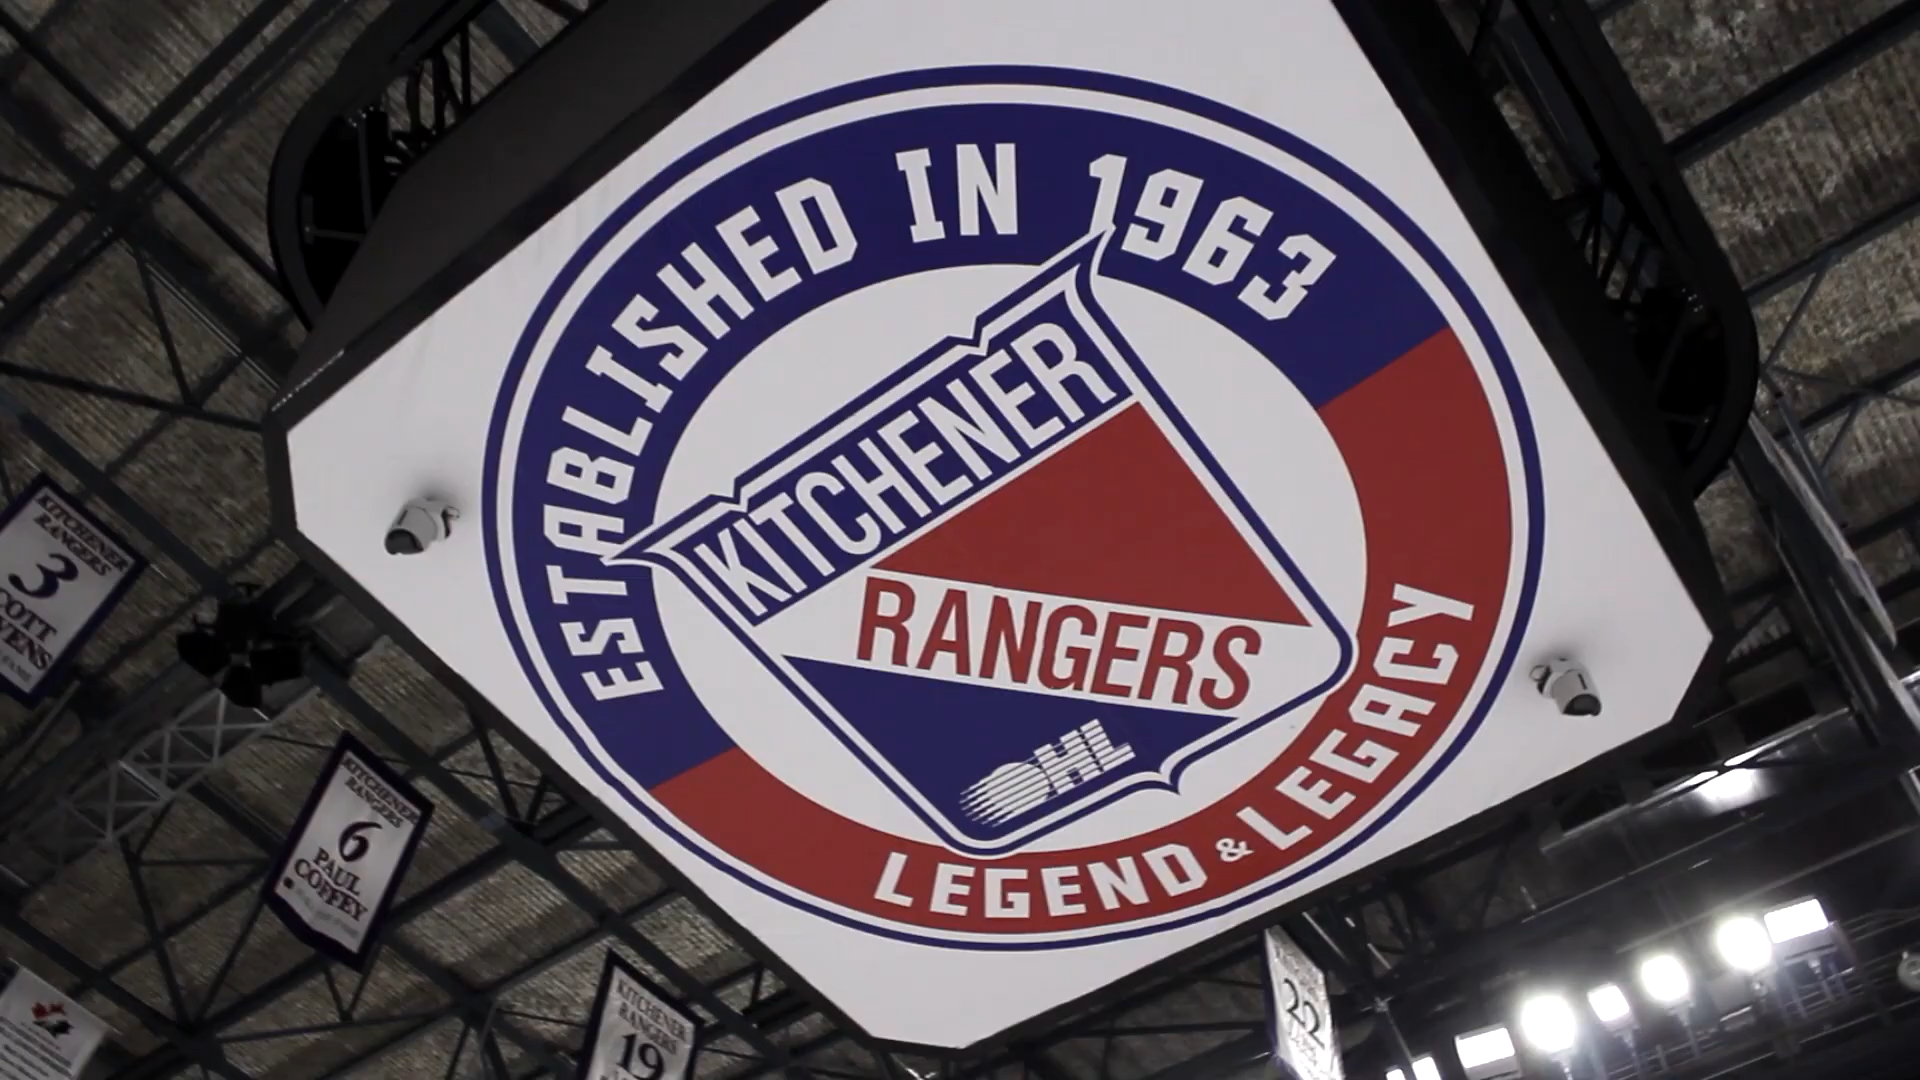 ESTABLISHED IN 1963
KITCHENER
RANGERS
OHL
LEGEND & LEGACY
KITCHENER
RANGERS
3
KITCHENER
RANGERS
6
PAUL
COFFEY
KITCHENER
RANGERS
19
22